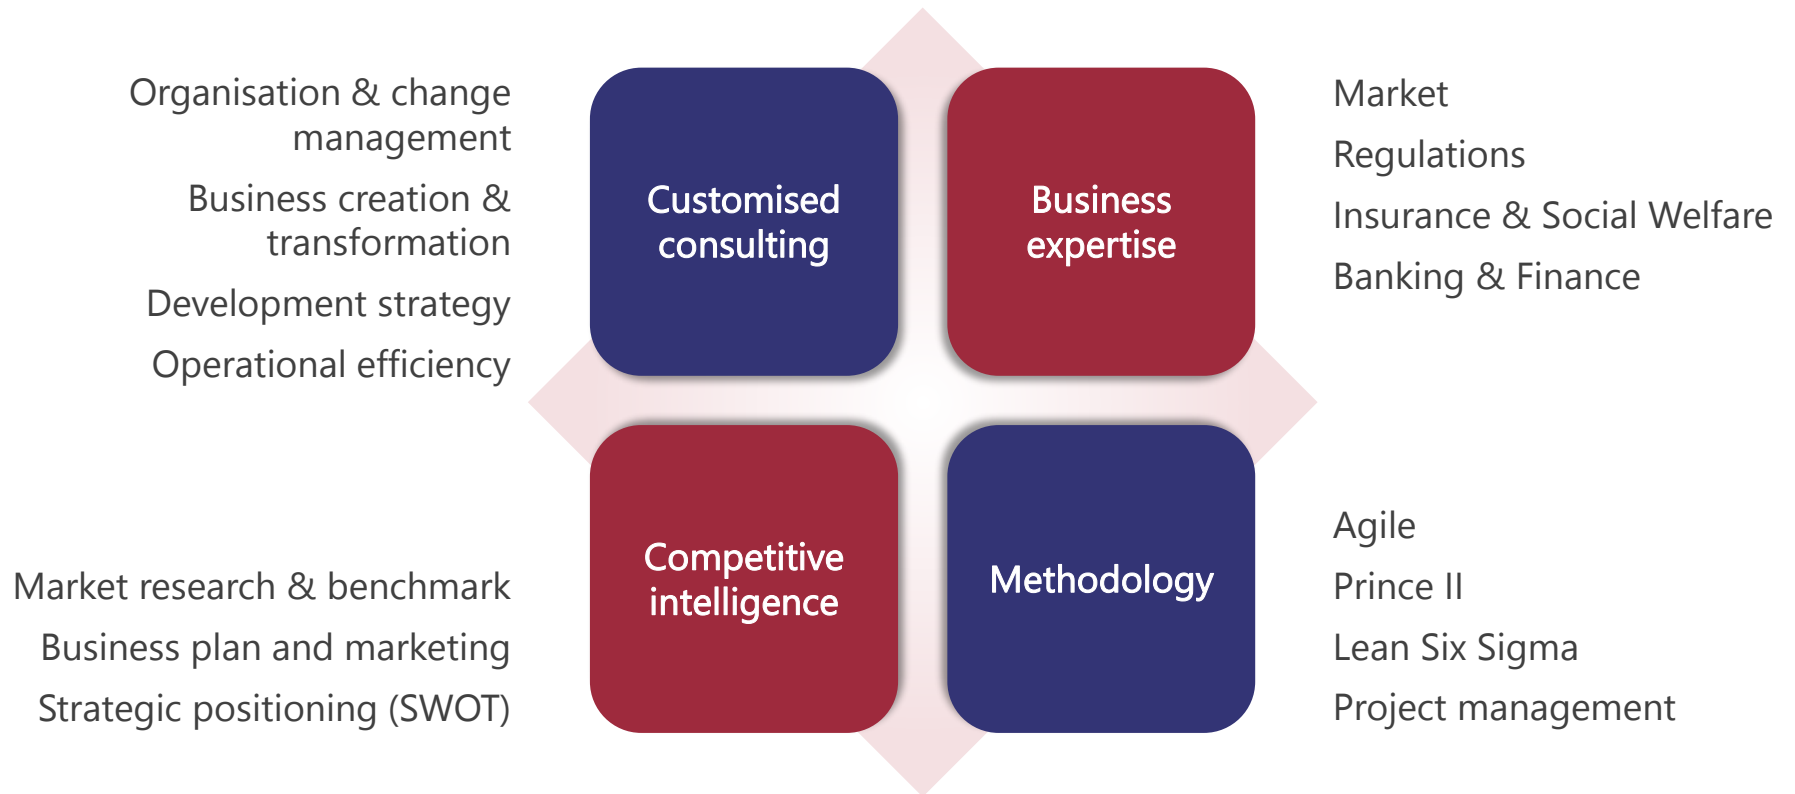 Organisation & change
management
Business creation &
transformation
Development strategy
Operational efficiency
Customised
consulting
Business
expertise
Market
Regulations
Insurance & Social Welfare
Banking & Finance
Market research & benchmark
Business plan and marketing
Strategic positioning (SWOT)
Competitive
intelligence
Methodology
Agile
Prince II
Lean Six Sigma
Project management